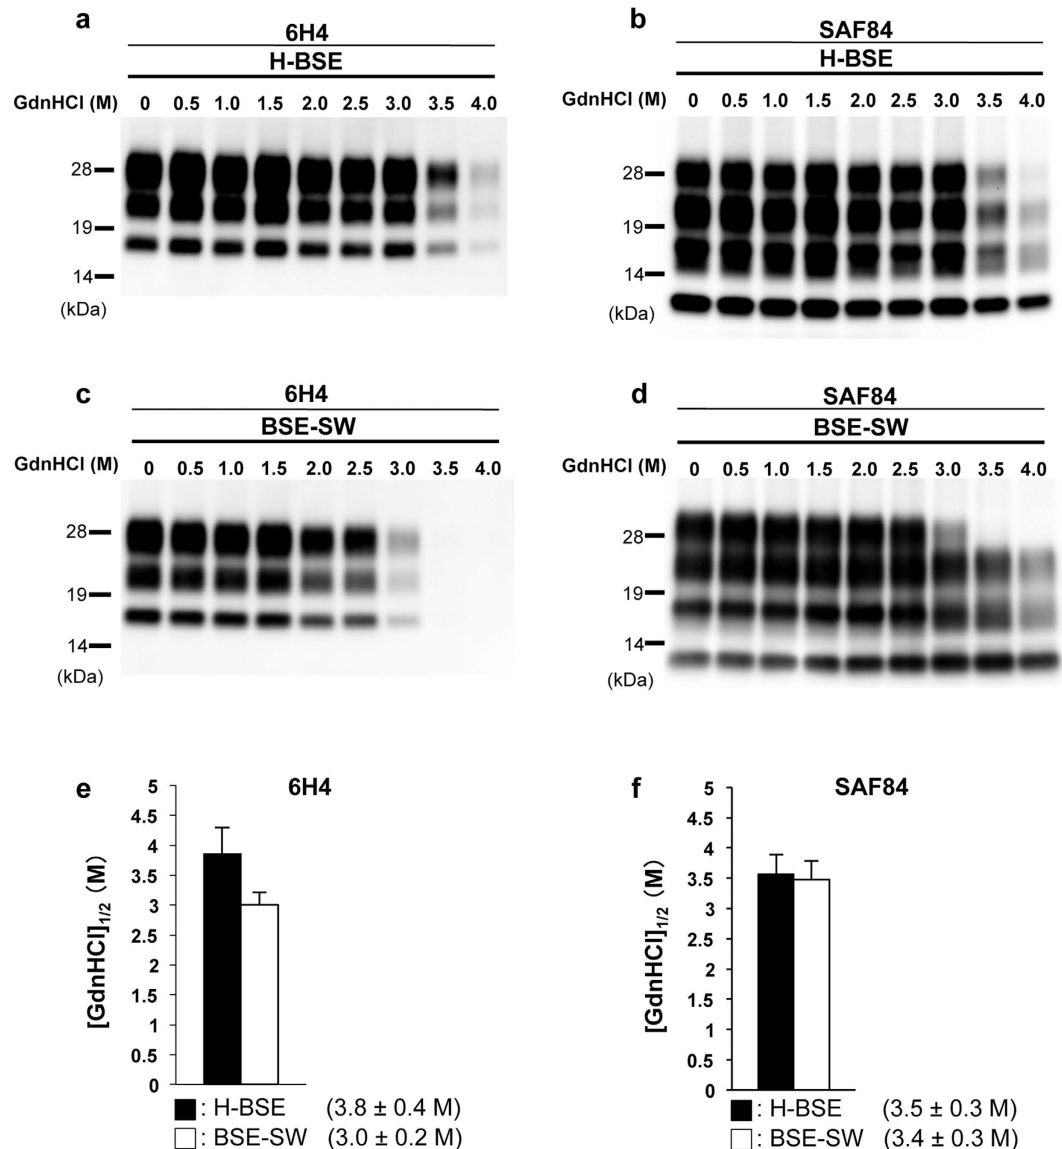 a
6H4
H-BSE
GdnHCl (M) 0 0.5 1.0 1.5 2.0 2.5 3.0 3.5 4.0
28
19
14
(kDa)
b
SAF84
H-BSE
GdnHCl (M) 0 0.5 1.0 1.5 2.0 2.5 3.0 3.5 4.0
28
19
14
(kDa)
c
6H4
BSE-SW
GdnHCl (M) 0 0.5 1.0 1.5 2.0 2.5 3.0 3.5 4.0
28
19
14
(kDa)
d
SAF84
BSE-SW
GdnHCl (M) 0 0.5 1.0 1.5 2.0 2.5 3.0 3.5 4.0
28
19
14
(kDa)
e
6H4
[GdnHCl]1/2 (M)
5
4.5
4
3.5
3
2.5
2
1.5
1
0.5
0
: H-BSE (3.8 ± 0.4 M)
: BSE-SW (3.0 ± 0.2 M)
f
SAF84
[GdnHCl]1/2 (M)
5
4.5
4
3.5
3
2.5
2
1.5
1
0.5
0
: H-BSE (3.5 ± 0.3 M)
: BSE-SW (3.4 ± 0.3 M)